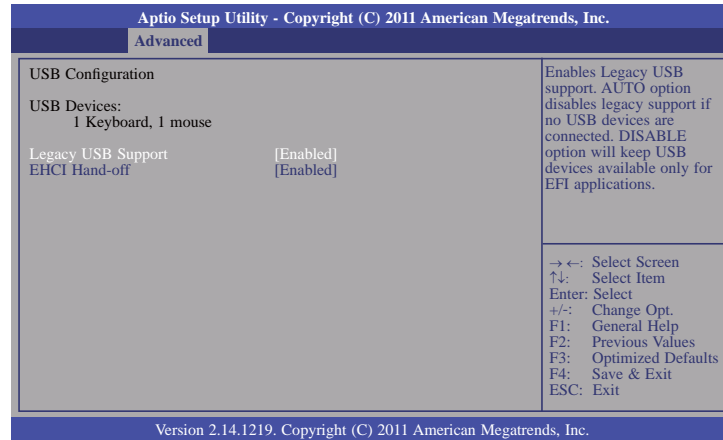 Aptio Setup Utility - Copyright (C) 2011 American Megatrends, Inc.
Advanced
USB Configuration
USB Devices:
1 Keyboard, 1 mouse
Legacy USB Support [Enabled]
EHCI Hand-off [Enabled]
Enables Legacy USB
support. AUTO option
disables legacy support if
no USB devices are
connected. DISABLE
option will keep USB
devices available only for
EFI applications.
→←: Select Screen
↑↓: Select Item
Enter: Select
+/-: Change Opt.
F1: General Help
F2: Previous Values
F3: Optimized Defaults
F4: Save & Exit
ESC: Exit
Version 2.14.1219. Copyright (C) 2011 American Megatrends, Inc.